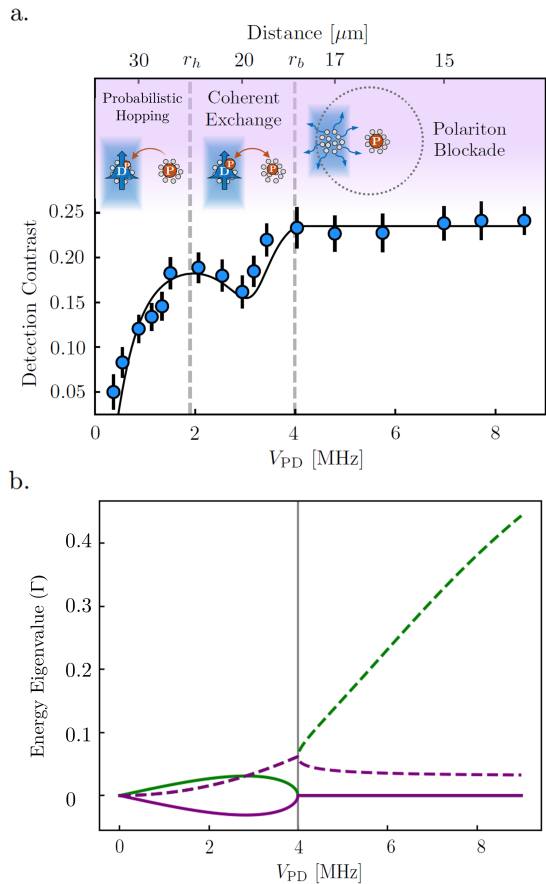 a.
Distance [μm]
30 r_h 20 r_b 17 15
Probabilistic
Hopping
Coherent
Exchange
Polariton
Blockade
D P P
D P P
P
Detection Contrast
0.25
0.20
0.15
0.10
0.05
0 2 4 6 8
V_PD [MHz]
b.
Energy Eigenvalue (Γ)
0.4
0.3
0.2
0.1
0
0 2 4 6 8
V_PD [MHz]